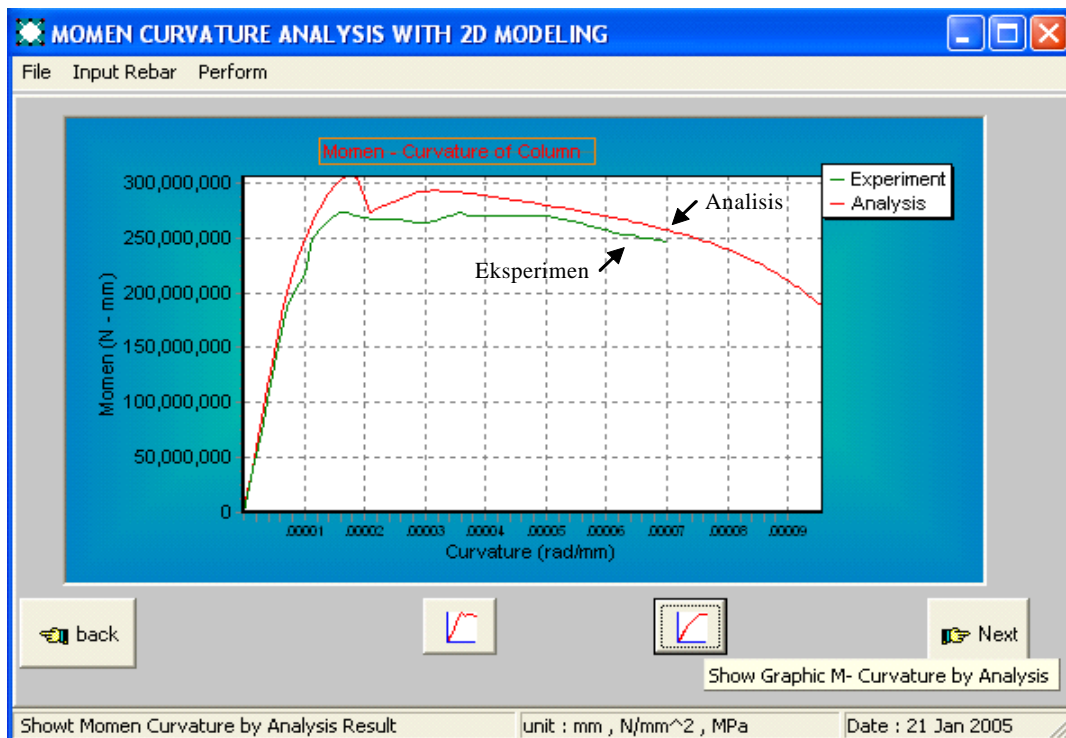 MOMEN CURVATURE ANALYSIS WITH 2D MODELING
File Input Rebar Perform
Momen - Curvature of Column
Experiment
Analysis
300,000,000
250,000,000
200,000,000
150,000,000
100,000,000
50,000,000
0
Momen (N - mm)
Analisis
Eksperimen
.00001 .00002 .00003 .00004 .00005 .00006 .00007 .00008 .00009
Curvature (rad/mm)
back
Next
Show Graphic M- Curvature by Analysis
Showt Momen Curvature by Analysis Result unit : mm , N/mm^2 , MPa Date : 21 Jan 2005